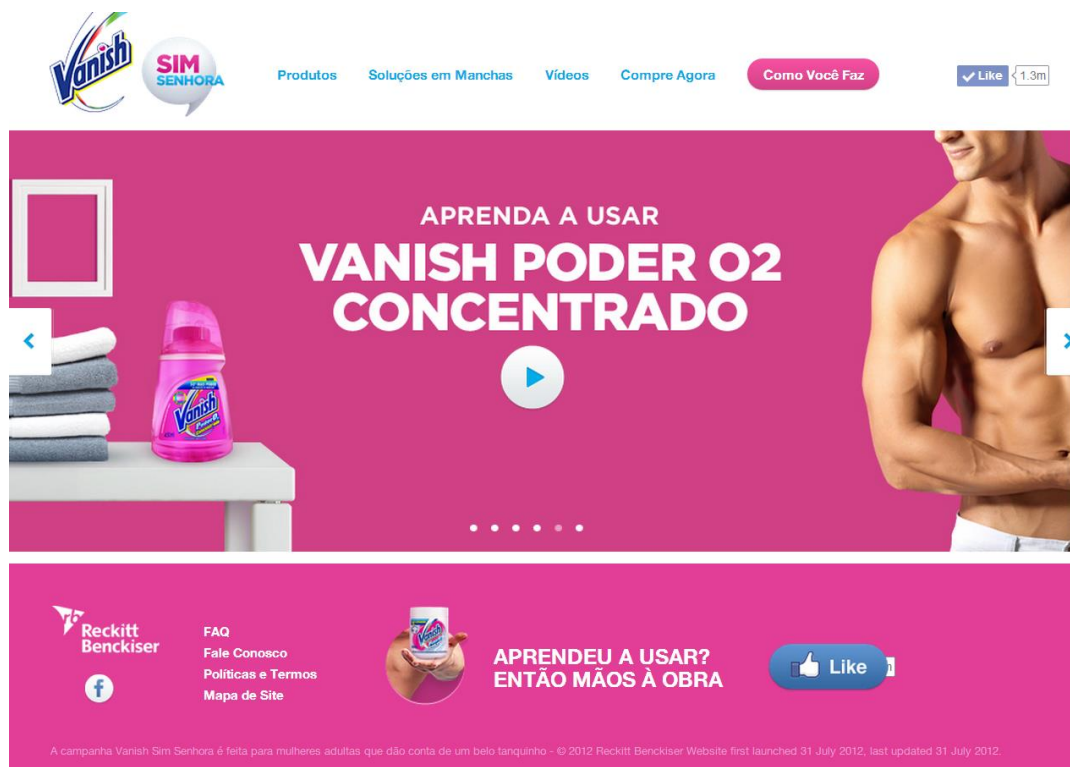 Vanish
SIM
SENHORA
Produtos
Soluções em Manchas
Vídeos
Compre Agora
Como Você Faz
Like
1.3m
APRENDA A USAR
VANISH PODER O2
CONCENTRADO
Vanish
rb
Reckitt
Benckiser
FAQ
Fale Conosco
Políticas e Termos
Mapa de Site
Vanish
APRENDEU A USAR?
ENTÃO MÃOS À OBRA
Like
A campanha Vanish Sim Senhora é feita para mulheres adultas que dão conta de um belo tanquinho - © 2012 Reckitt Benckiser Website first launched 31 July 2012, last updated 31 July 2012.